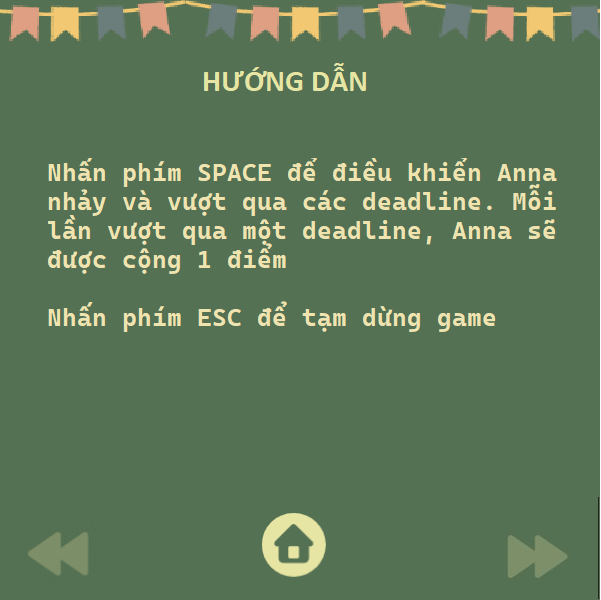 HƯỚNG DẪN
Nhấn phím SPACE để điều khiển Anna
nhảy và vượt qua các deadline. Mỗi
lần vượt qua một deadline, Anna sẽ
được cộng 1 điểm
Nhấn phím ESC để tạm dừng game